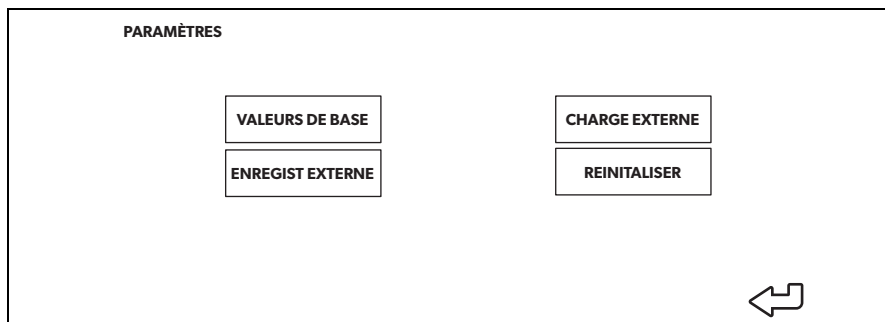 PARAMÈTRES
VALEURS DE BASE
CHARGE EXTERNE
ENREGIST EXTERNE
REINITALISER